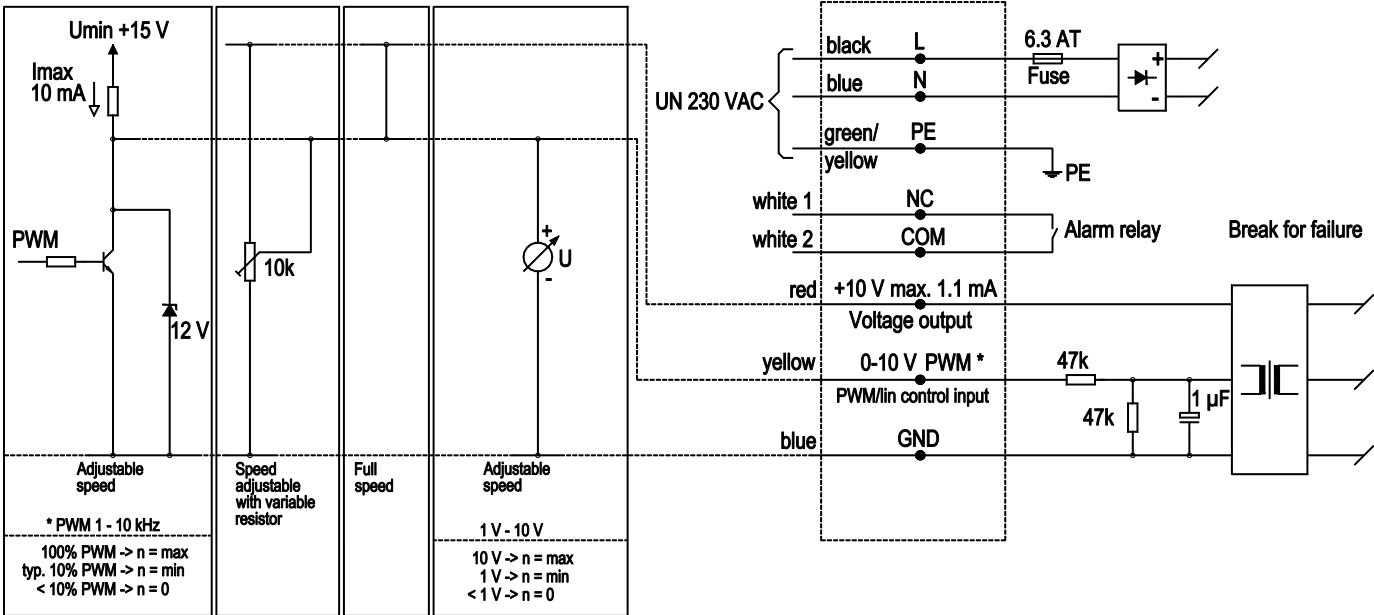 Umin +15 V
Imax
10 mA
PWM
12 V
Adjustable
speed
* PWM 1 - 10 kHz
100% PWM -> n = max
typ. 10% PWM -> n = min
< 10% PWM -> n = 0
10k
Speed
adjustable
with variable
resistor
Full
speed
+
U
-
Adjustable
speed
1 V - 10 V
10 V -> n = max
1 V -> n = min
< 1 V -> n = 0
UN 230 VAC
black
L
6.3 AT
Fuse
+
-
blue
N
green/
yellow
PE
PE
white 1
NC
white 2
COM
Alarm relay
Break for failure
red
+10 V max. 1.1 mA
Voltage output
yellow
0-10 V PWM *
PWM/lin control input
47k
47k
1 µF
blue
GND